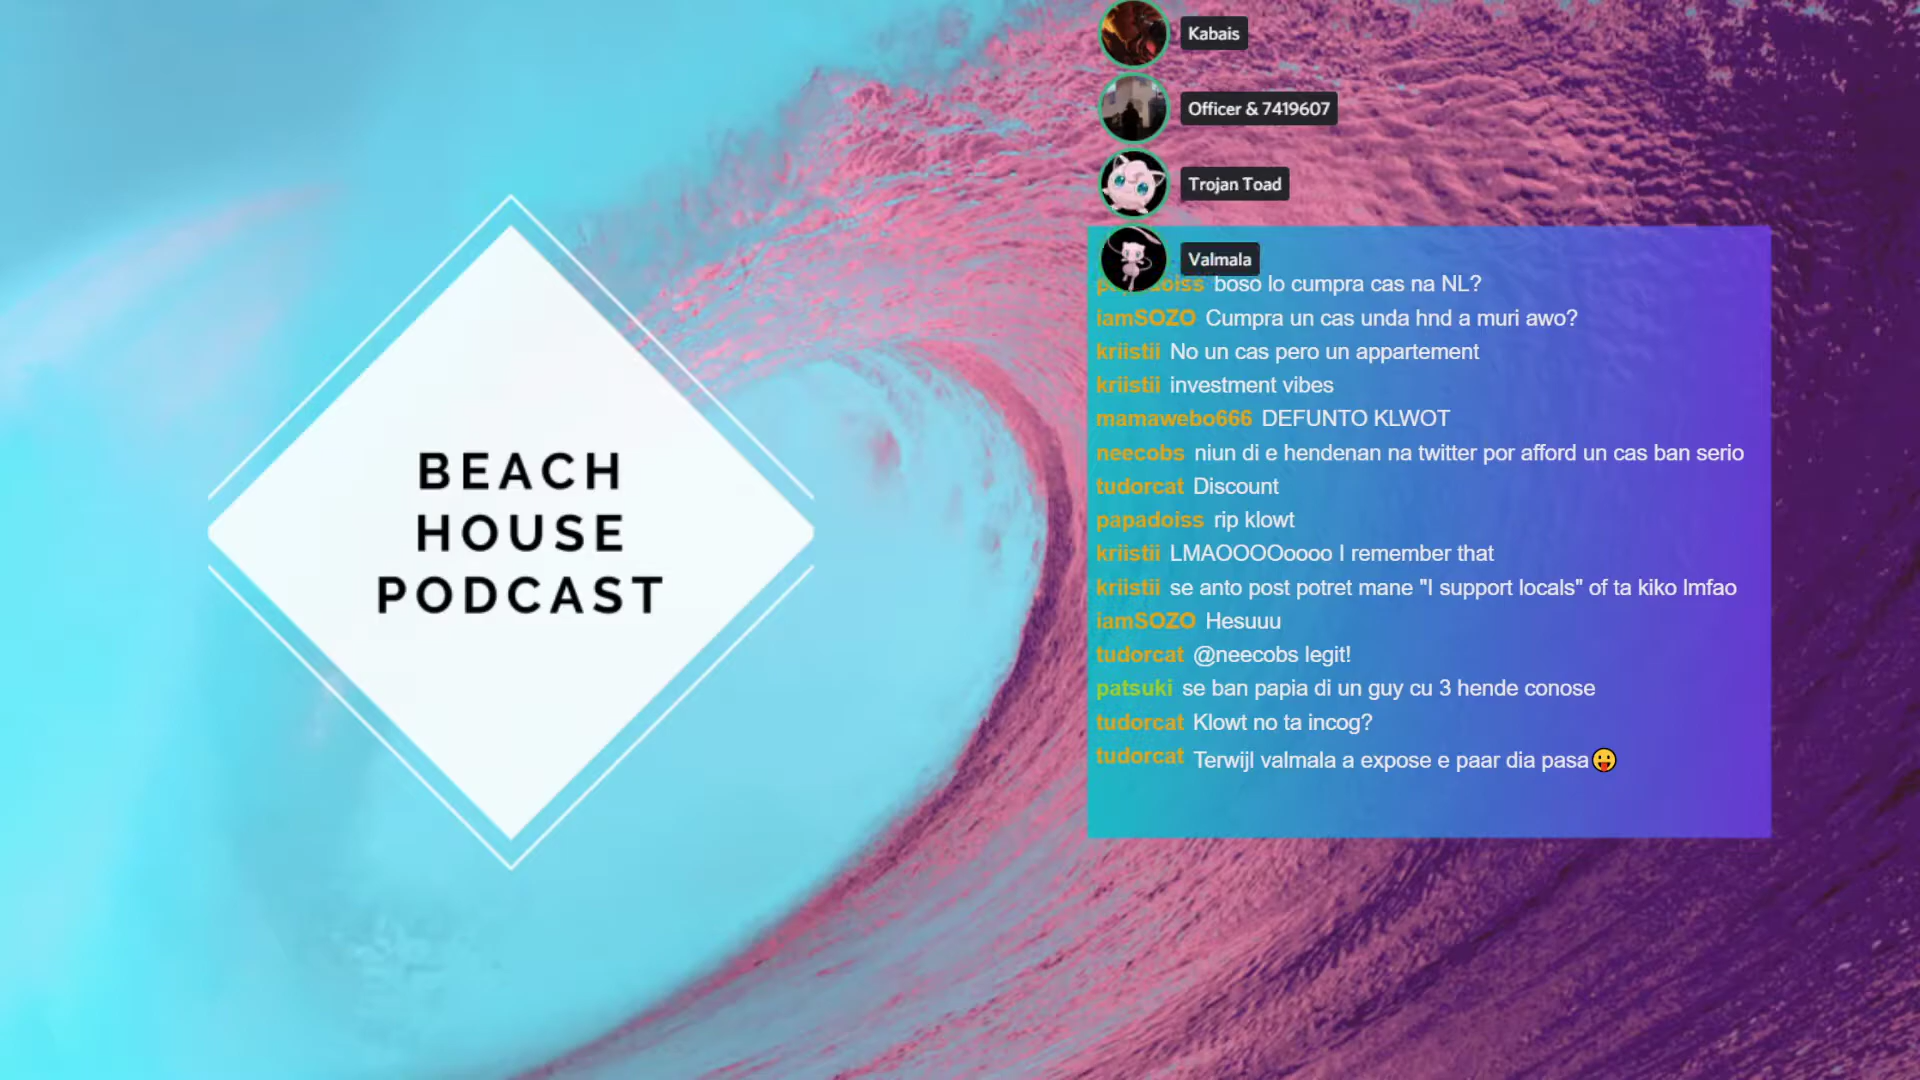 BEACH
HOUSE
PODCAST
Kabais
Officer & 7419607
Trojan Toad
Valmala
papadoiss boso lo cumpra cas na NL?
iamSOZO Cumpra un cas unda hnd a muri awo?
kriistii No un cas pero un appartement
kriistii investment vibes
mamawebo666 DEFUNTO KLWOT
neecobs niun di e hendenan na twitter por afford un cas ban serio
tudorcat Discount
papadoiss rip klowt
kriistii LMAOOOOoooo I remember that
kriistii se anto post potret mane "I support locals" of ta kiko lmfao
iamSOZO Hesuuu
tudorcat @neecobs legit!
patsuki se ban papia di un guy cu 3 hende conose
tudorcat Klowt no ta incog?
tudorcat Terwijl valmala a expose e paar dia pasa😛